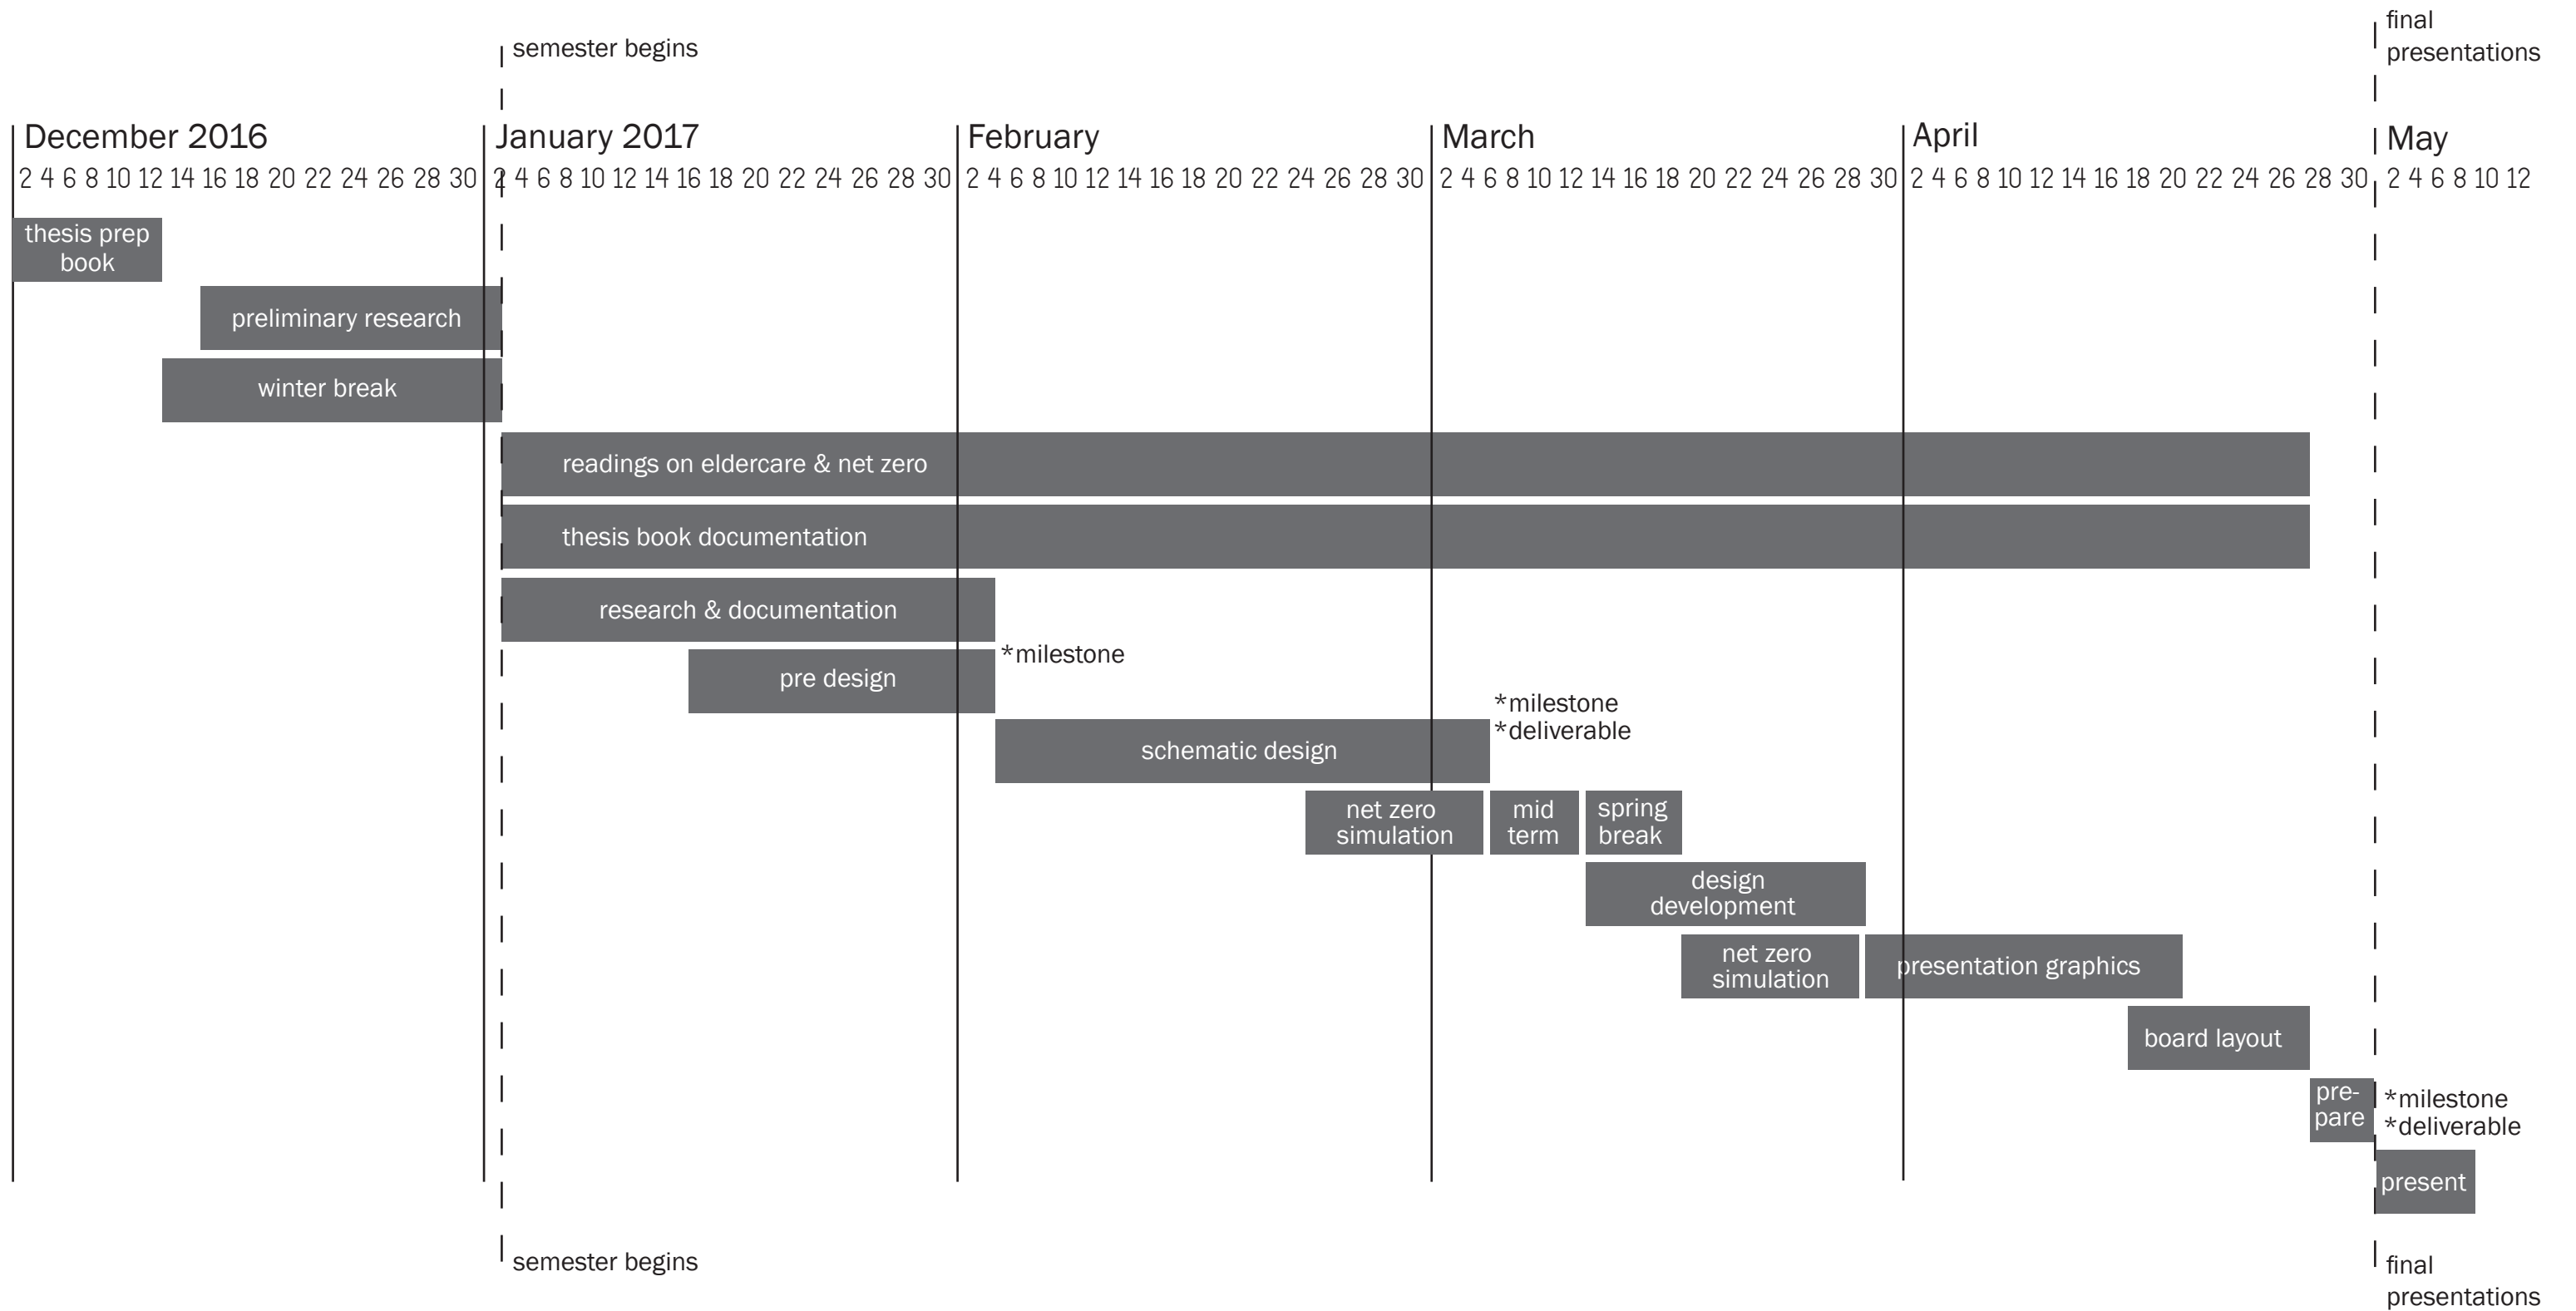 final
presentations
semester begins
December 2016
January 2017
February
March
April
May
2 4 6 8 10 12 14 16 18 20 22 24 26 28 30
2 4 6 8 10 12 14 16 18 20 22 24 26 28 30
2 4 6 8 10 12 14 16 18 20 22 24 26 28 30
2 4 6 8 10 12 14 16 18 20 22 24 26 28 30
2 4 6 8 10 12 14 16 18 20 22 24 26 28 30
2 4 6 8 10 12
thesis prep
book
preliminary research
winter break
readings on eldercare & net zero
thesis book documentation
research & documentation
*milestone
pre design
*milestone
*deliverable
schematic design
net zero
simulation
mid
term
spring
break
design
development
net zero
simulation
presentation graphics
board layout
pre-
pare
*milestone
*deliverable
present
semester begins
final
presentations